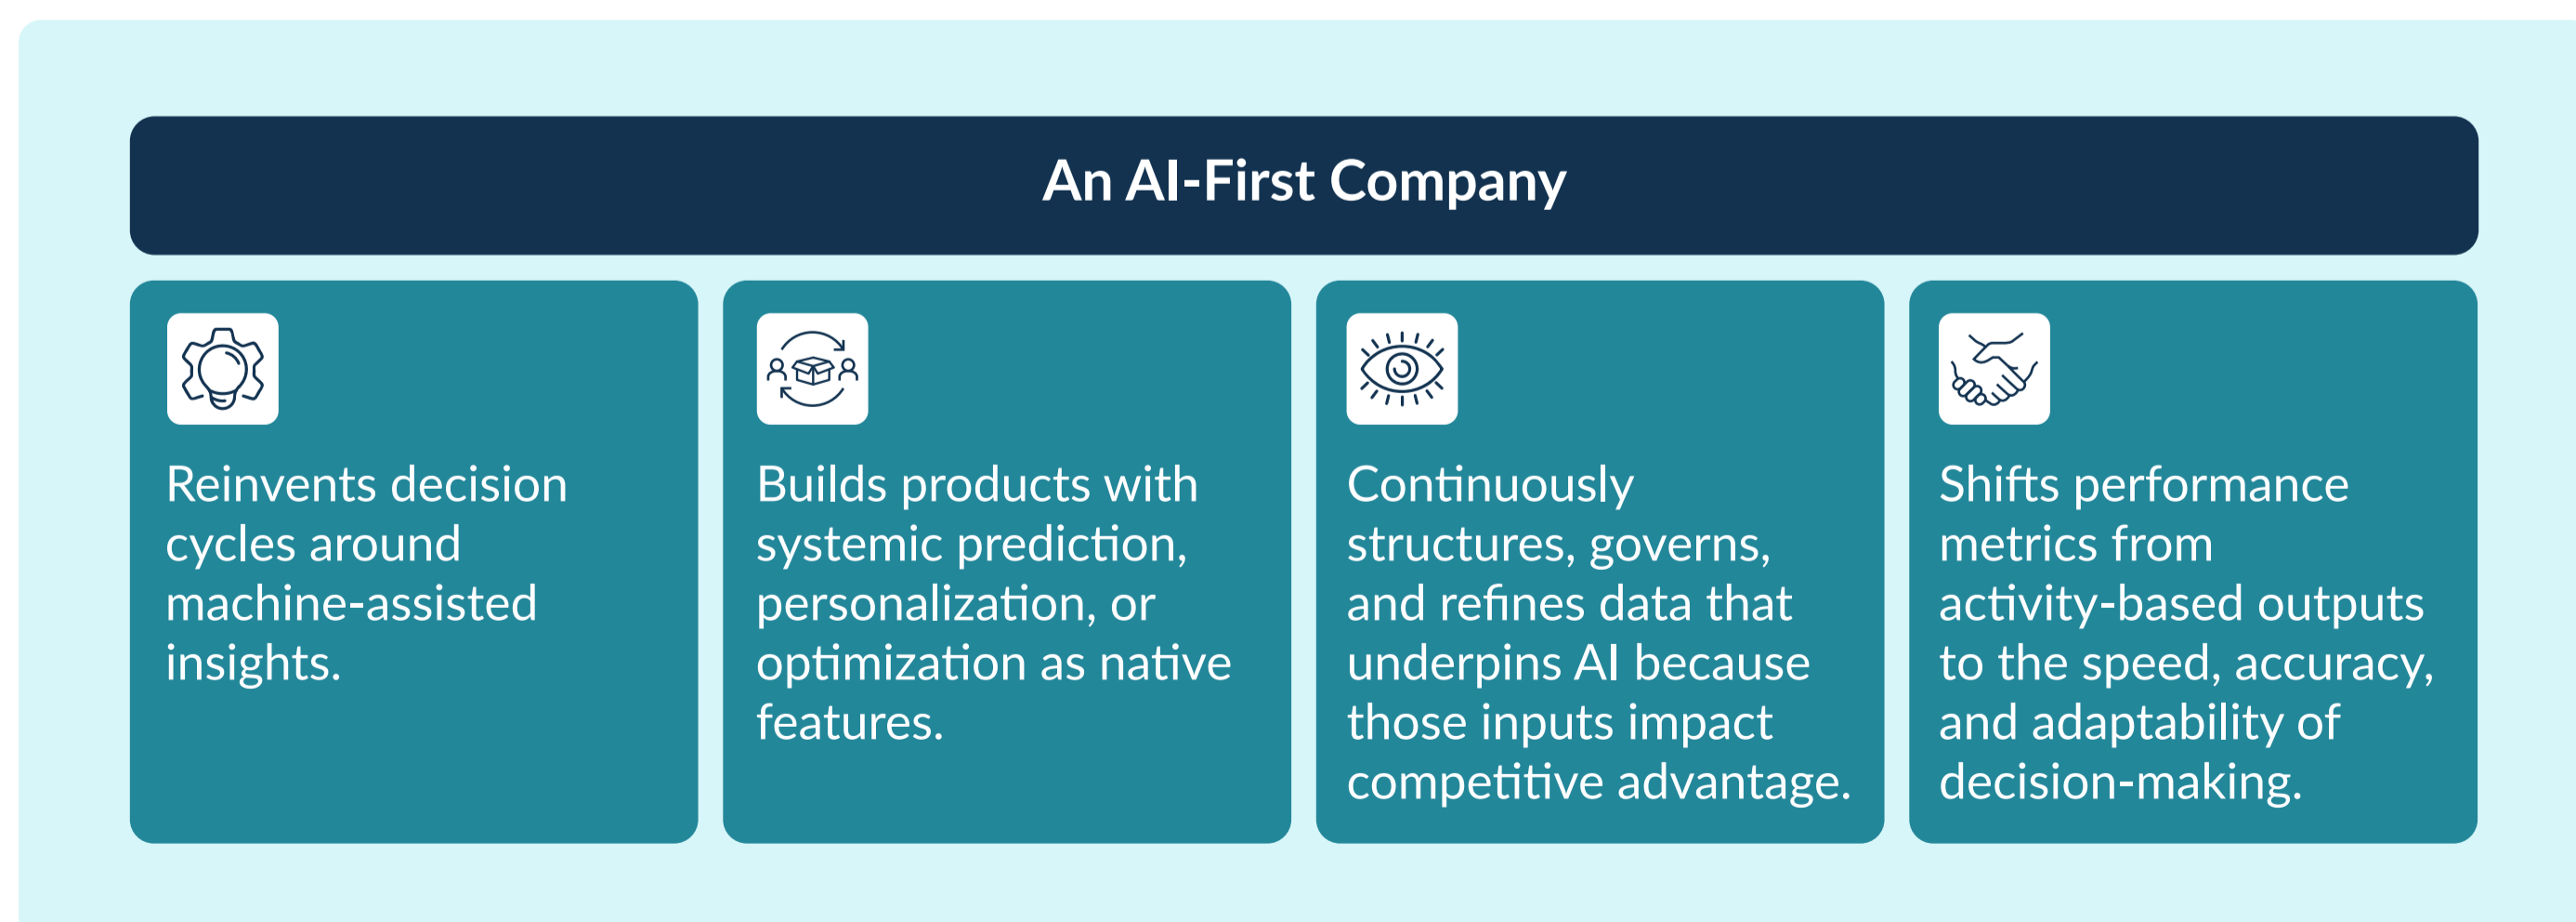 An AI-First Company
Reinvents decision
cycles around
machine-assisted
insights.
Builds products with
systemic prediction,
personalization, or
optimization as native
features.
Continuously
structures, governs,
and refines data that
underpins AI because
those inputs impact
competitive advantage.
Shifts performance
metrics from
activity-based outputs
to the speed, accuracy,
and adaptability of
decision-making.